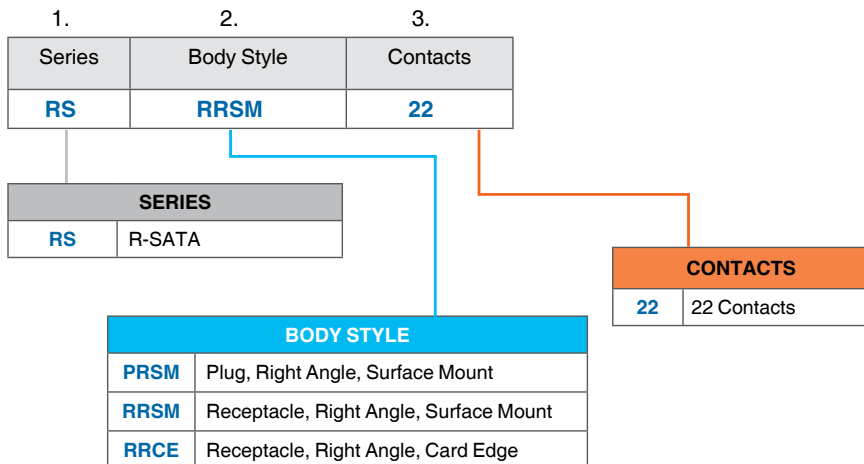 1. 2. 3.
Series Body Style Contacts
RS RRSM 22
SERIES
RS R-SATA
CONTACTS
22 22 Contacts
BODY STYLE
PRSM Plug, Right Angle, Surface Mount
RRSM Receptacle, Right Angle, Surface Mount
RRCE Receptacle, Right Angle, Card Edge